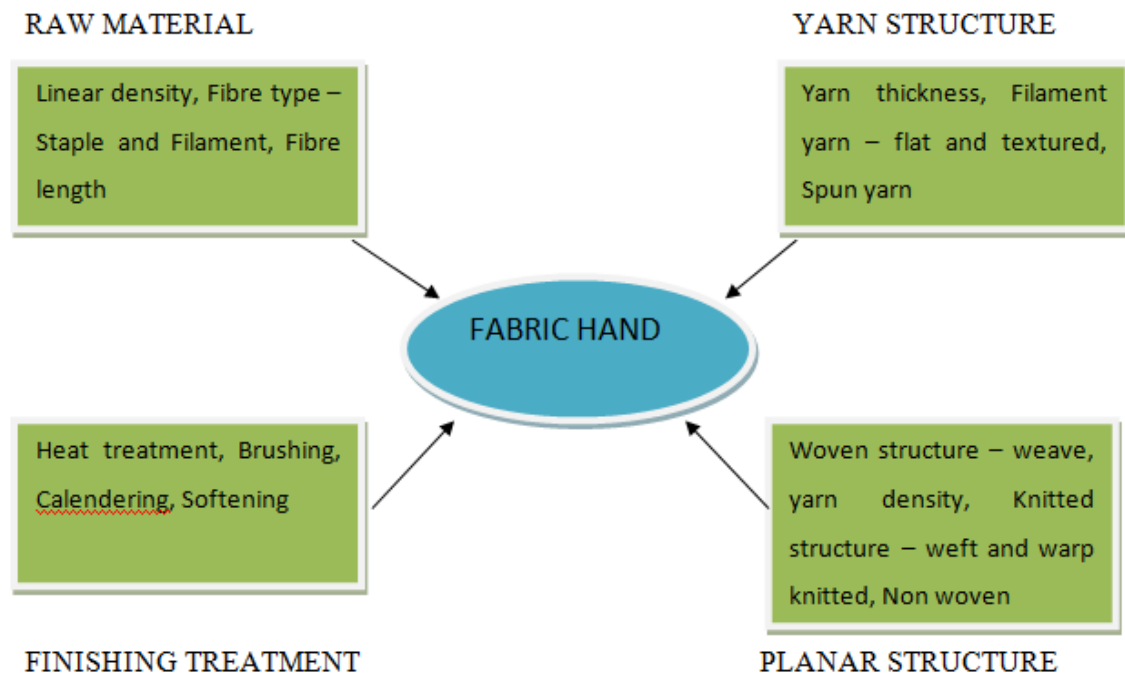 RAW MATERIAL
Linear density, Fibre type –
Staple and Filament, Fibre
length
YARN STRUCTURE
Yarn thickness, Filament
yarn – flat and textured,
Spun yarn
FABRIC HAND
Heat treatment, Brushing,
Calendering, Softening
FINISHING TREATMENT
Woven structure – weave,
yarn density, Knitted
structure – weft and warp
knitted, Non woven
PLANAR STRUCTURE